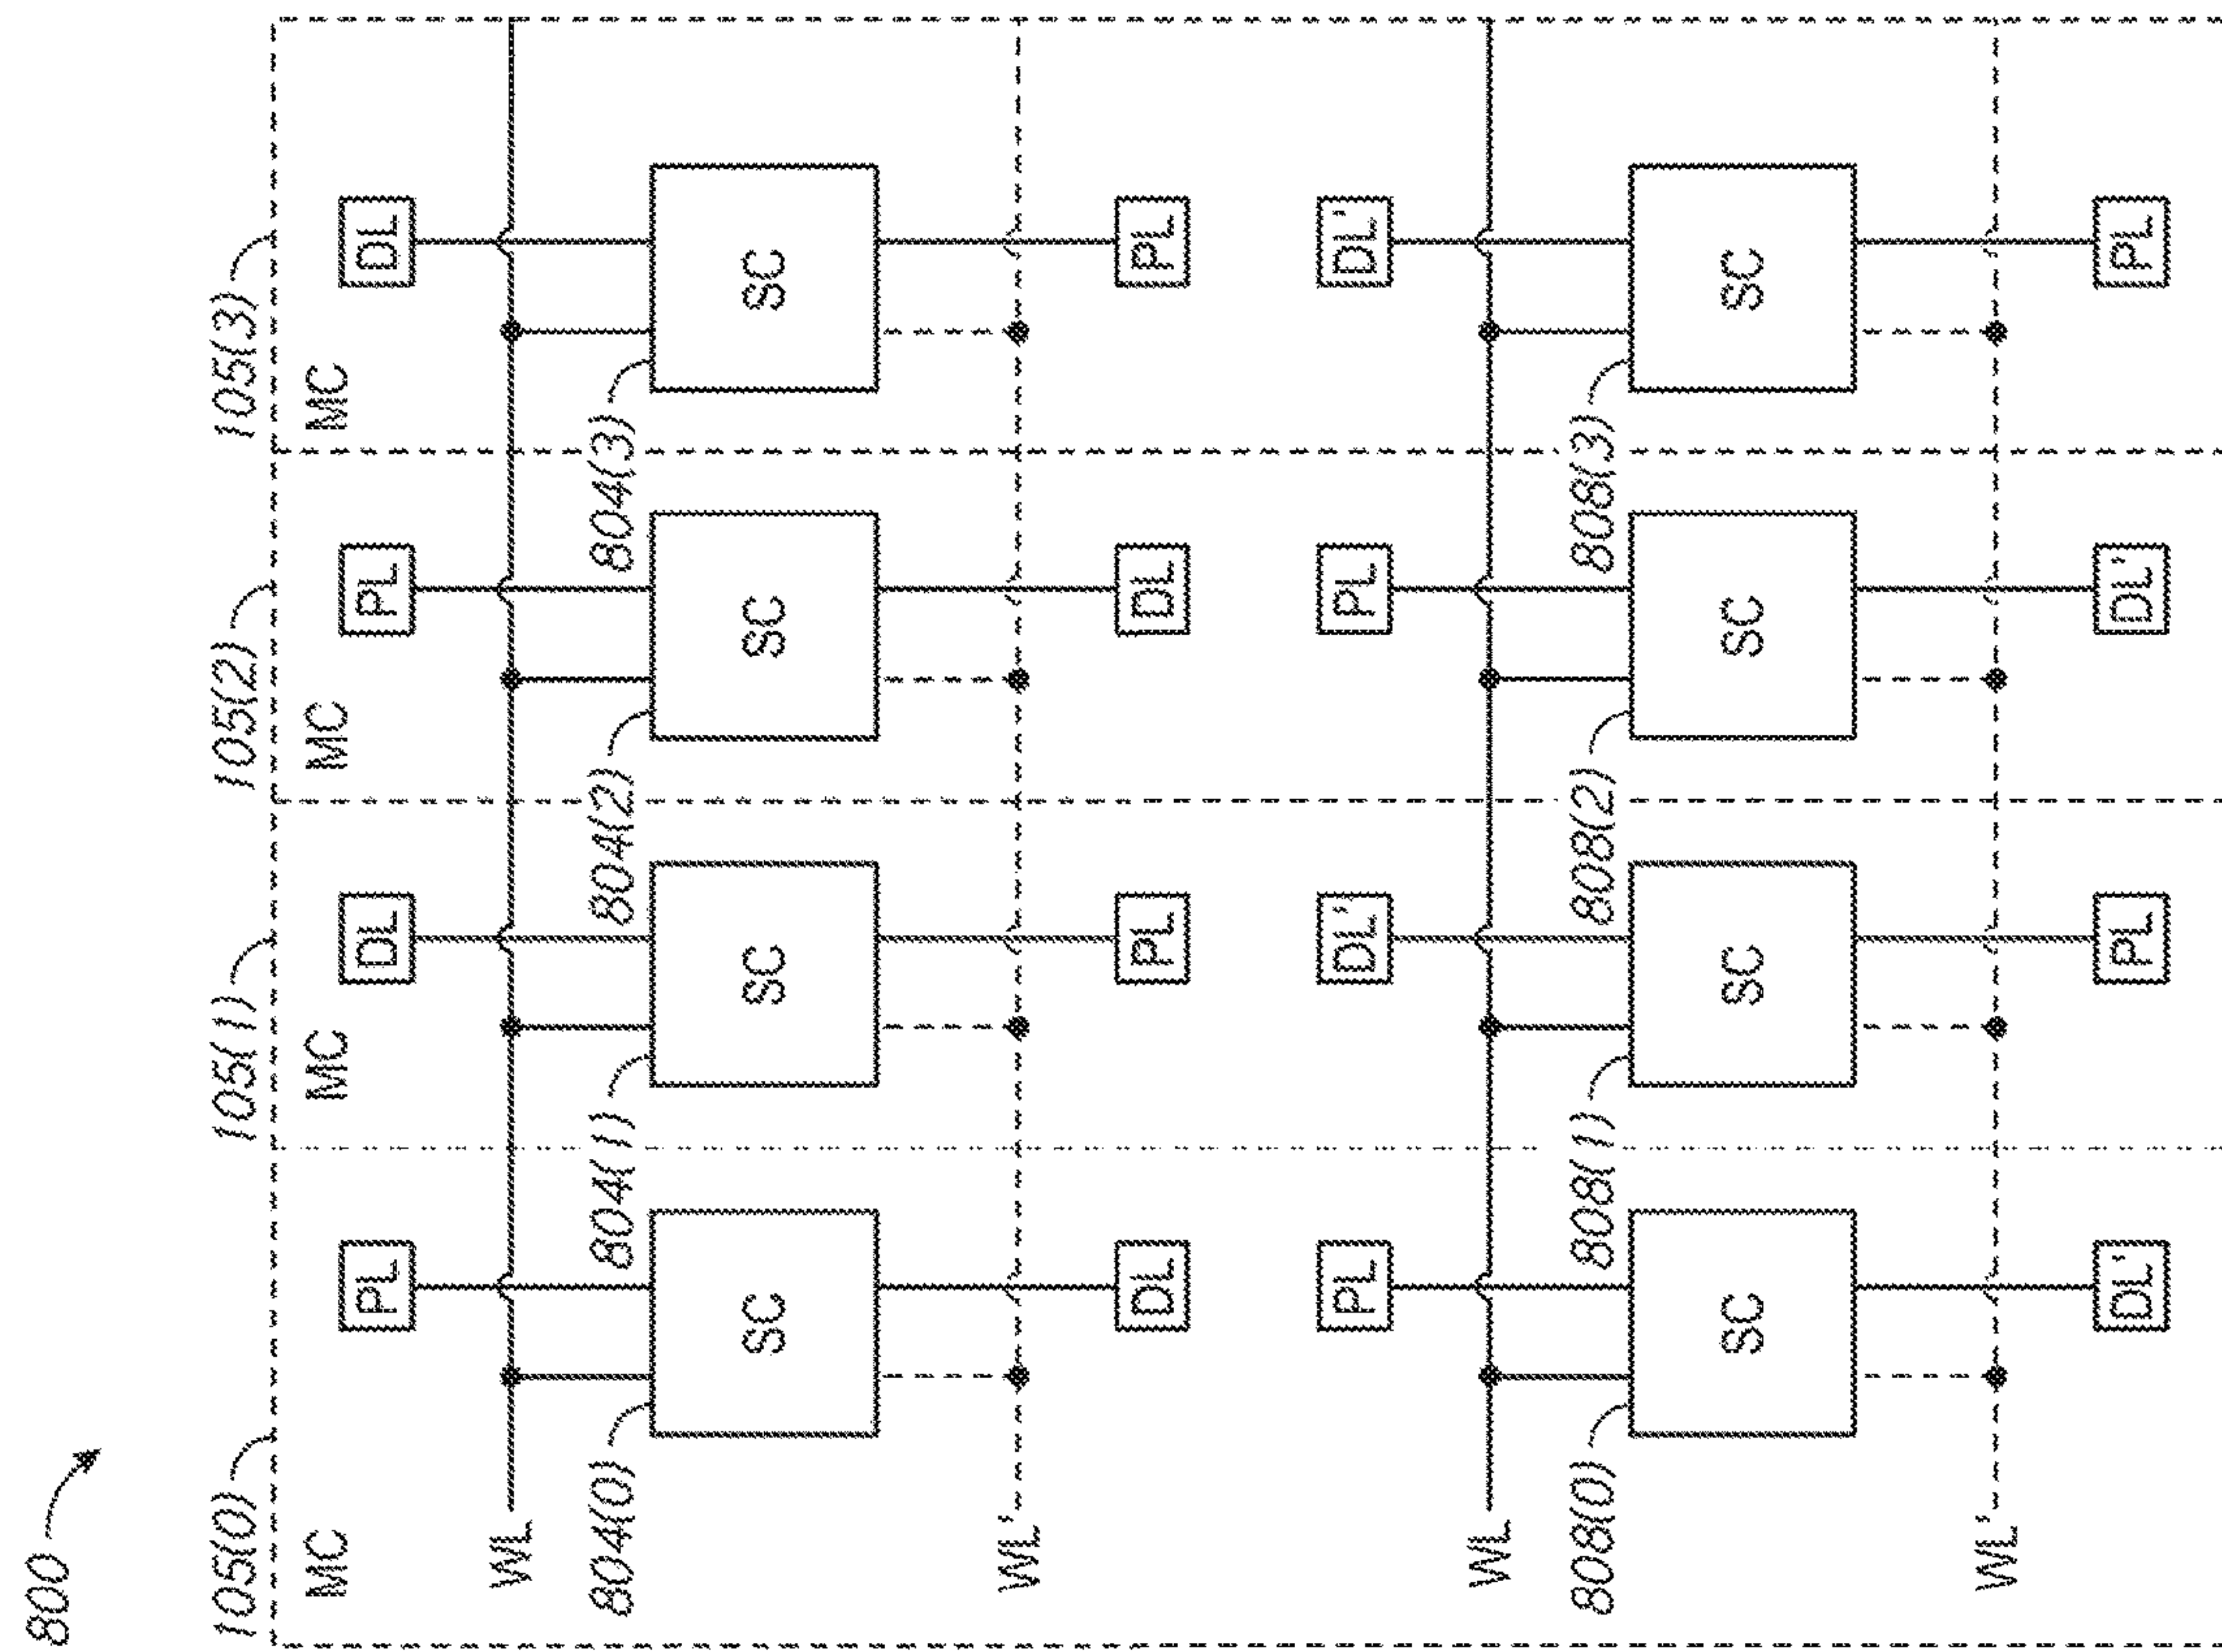 800
105(0) 105(1) 105(2) 105(3)
MC MC MC MC
PL DL PL DL
WL
804(0) 804(1) 804(2) 804(3)
SC SC SC SC
WL'
DL PL DL PL
PL DL' PL DL'
WL
808(0) 808(1) 808(2) 808(3)
SC SC SC SC
WL'
DL' PL DL' PL